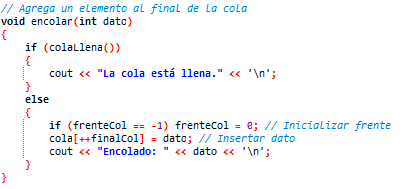 // Agrega un elemento al final de la cola
void encolar(int dato)
{
    if (colaLlena())
    {
        cout << "La cola está llena." << '\n';
    }
    else
    {
        if (frenteCol == -1) frenteCol = 0; // Inicializar frente
        cola[++finalCol] = dato; // Insertar dato
        cout << "Encolado: " << dato << '\n';
    }
}